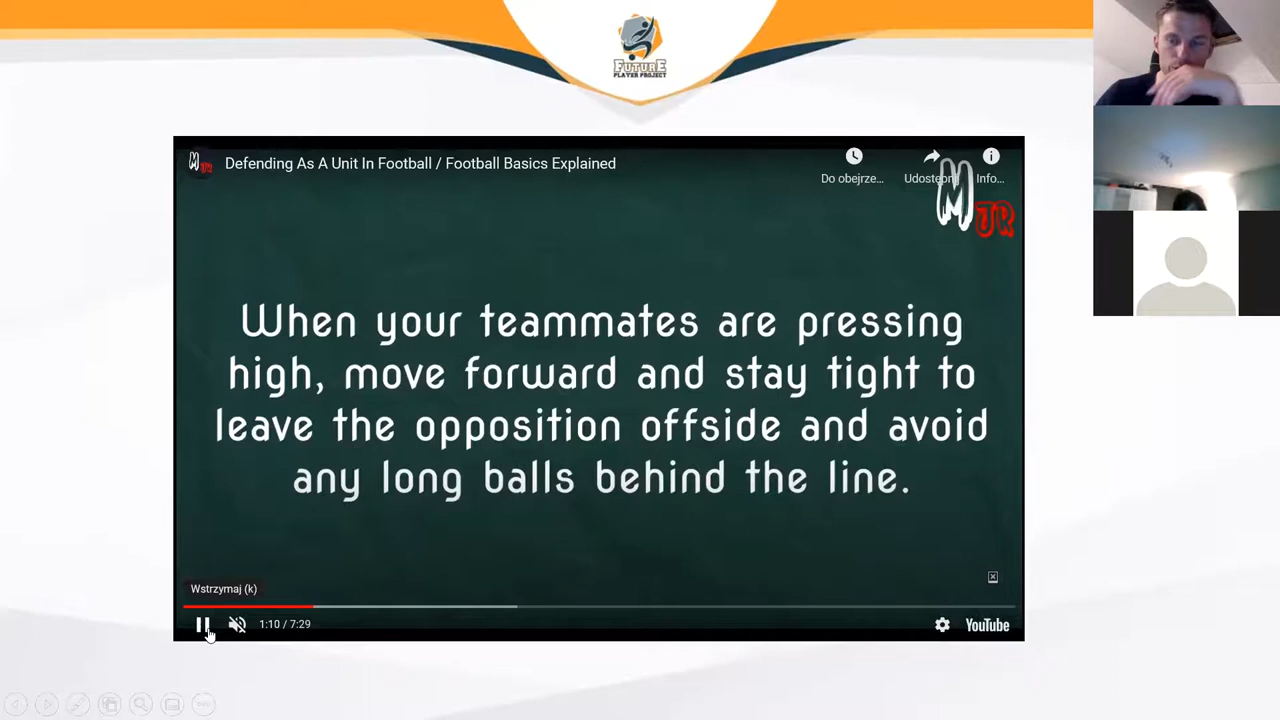 FUTURE
PLAYER PROJECT
M JR
Defending As A Unit In Football / Football Basics Explained
Do obejrze...
Udostępnij
Info...
M JR
When your teammates are pressing
high, move forward and stay tight to
leave the opposition offside and avoid
any long balls behind the line.
Wstrzymaj (k)
1:10 / 7:29
YouTube